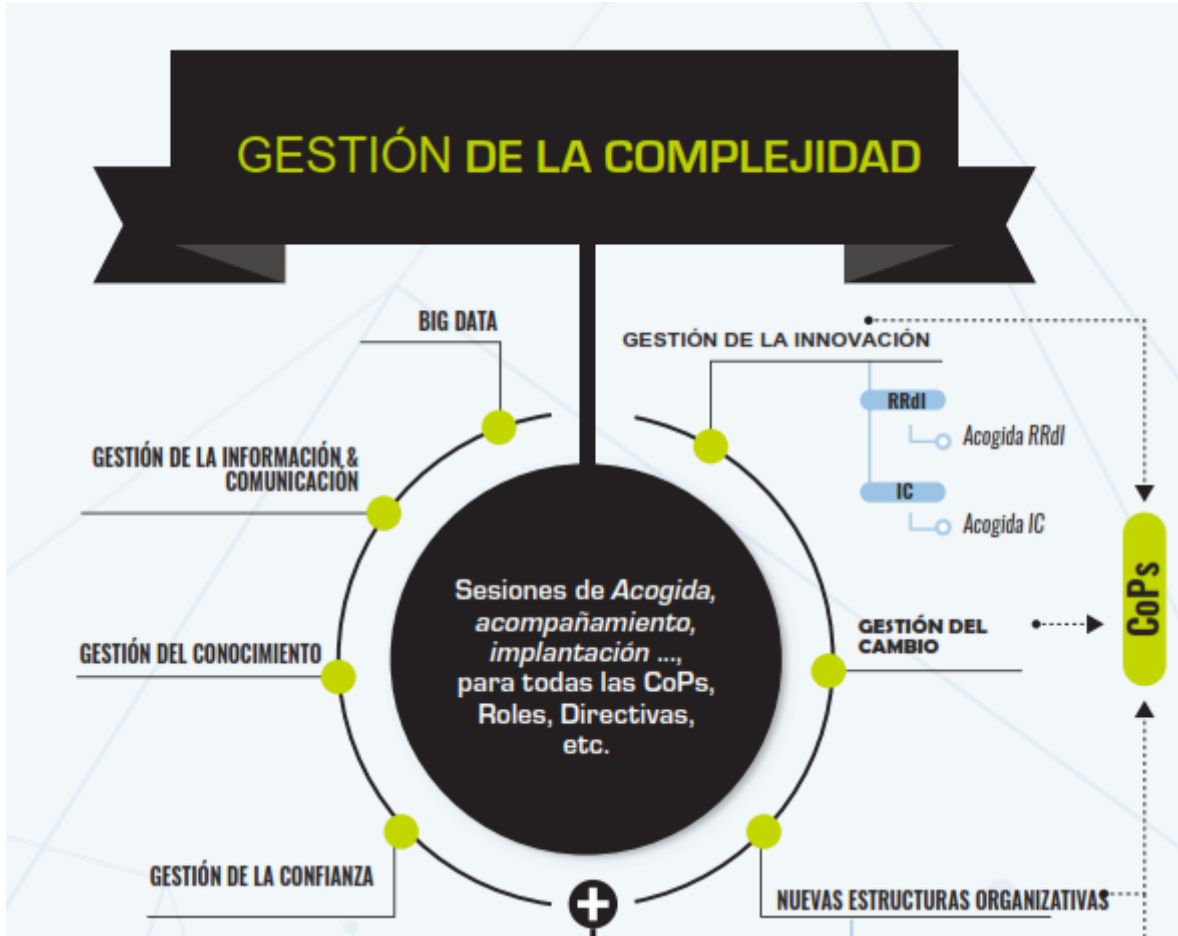 GESTIÓN DE LA COMPLEJIDAD
BIG DATA
GESTIÓN DE LA INFORMACIÓN &
COMUNICACIÓN
GESTIÓN DEL CONOCIMIENTO
GESTIÓN DE LA CONFIANZA
Sesiones de Acogida,
acompañamiento,
implantación ...,
para todas las CoPs,
Roles, Directivas,
etc.
GESTIÓN DE LA INNOVACIÓN
RRdI
Acogida RRdI
IC
Acogida IC
GESTIÓN DEL
CAMBIO
NUEVAS ESTRUCTURAS ORGANIZATIVAS
CoPs